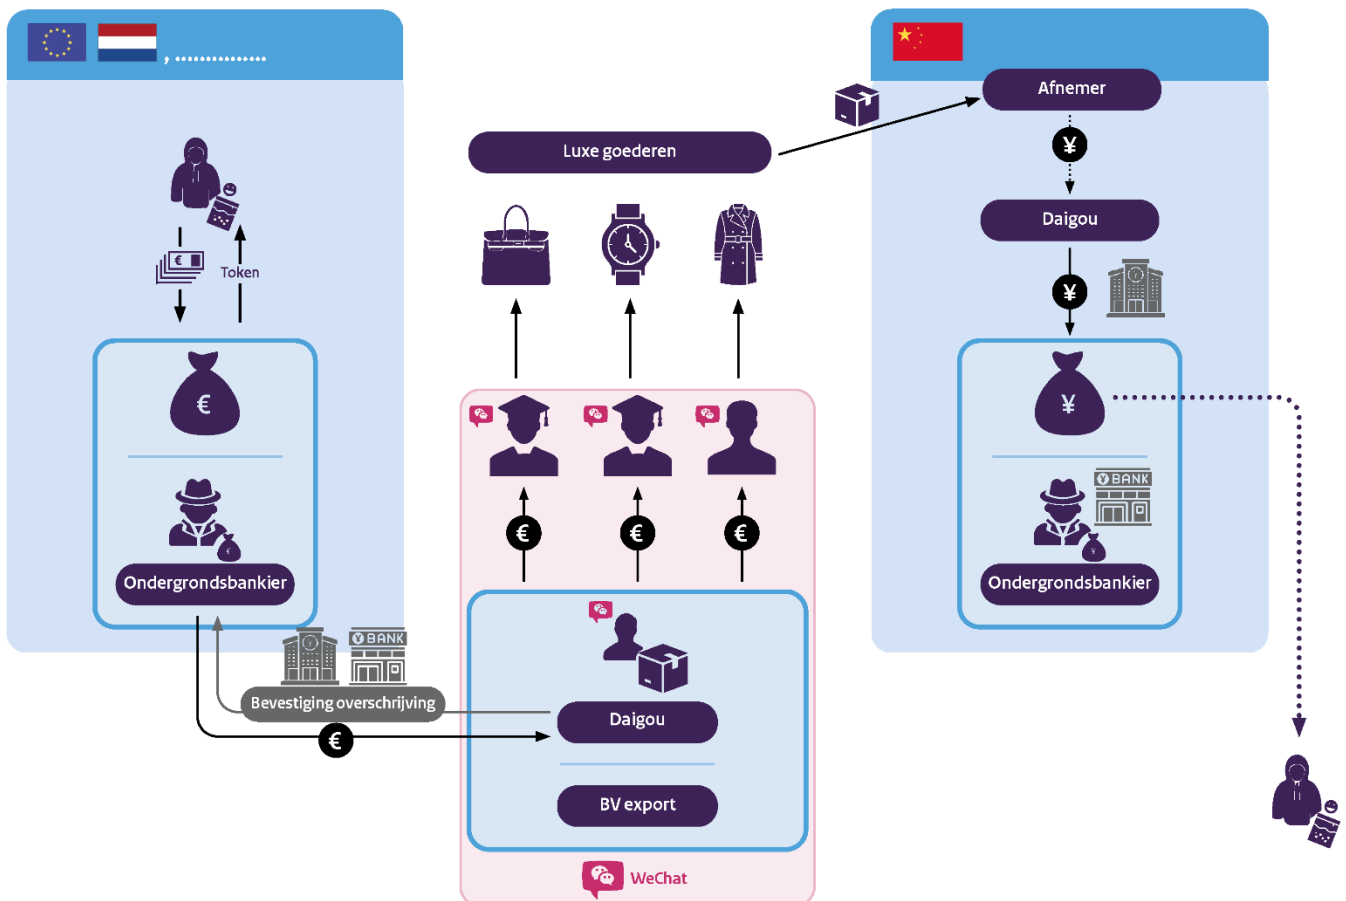 , ...............
€
Token
€
€
Ondergrondsbankier
¥
¥ BANK
Bevestiging overschrijving
€
Luxe goederen
€
€
€
Daigou
BV export
WeChat
Afnemer
¥
Daigou
¥
¥
¥
¥ BANK
¥
Ondergrondsbankier